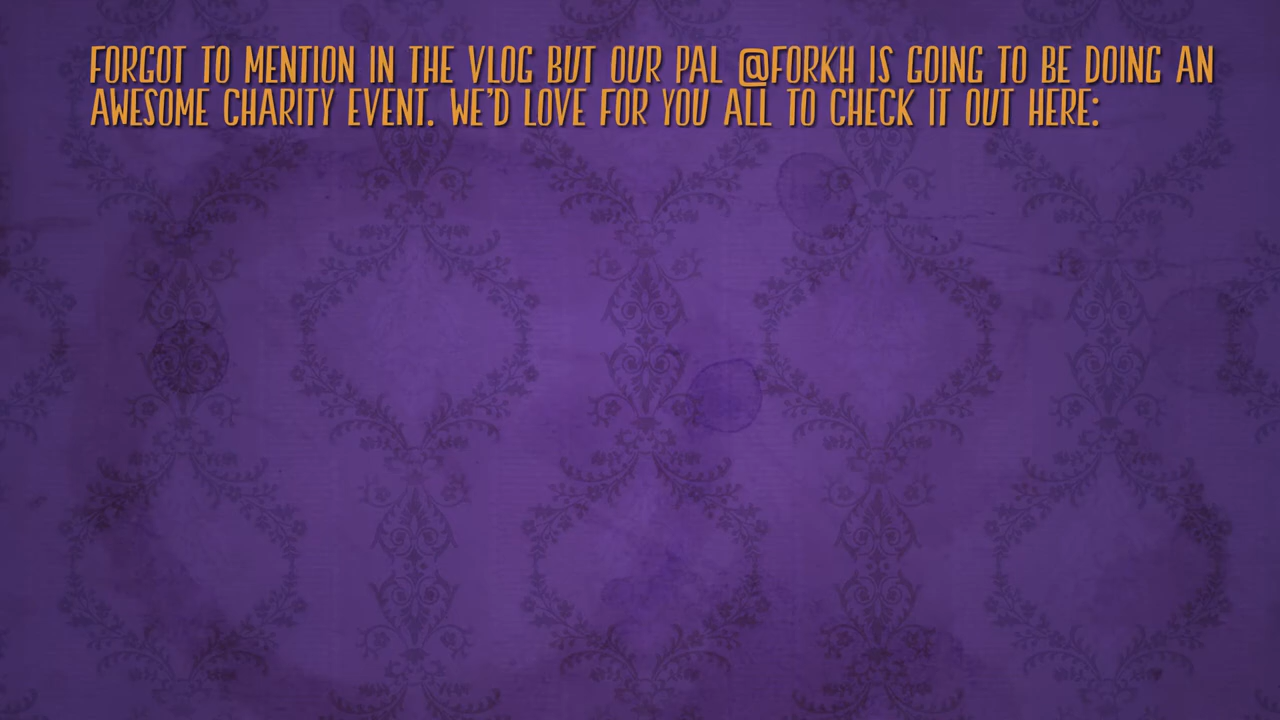 FORGOT TO MENTION IN THE VLOG BUT OUR PAL @FORKH IS GOING TO BE DOING AN
AWESOME CHARITY EVENT. WE'D LOVE FOR YOU ALL TO CHECK IT OUT HERE: